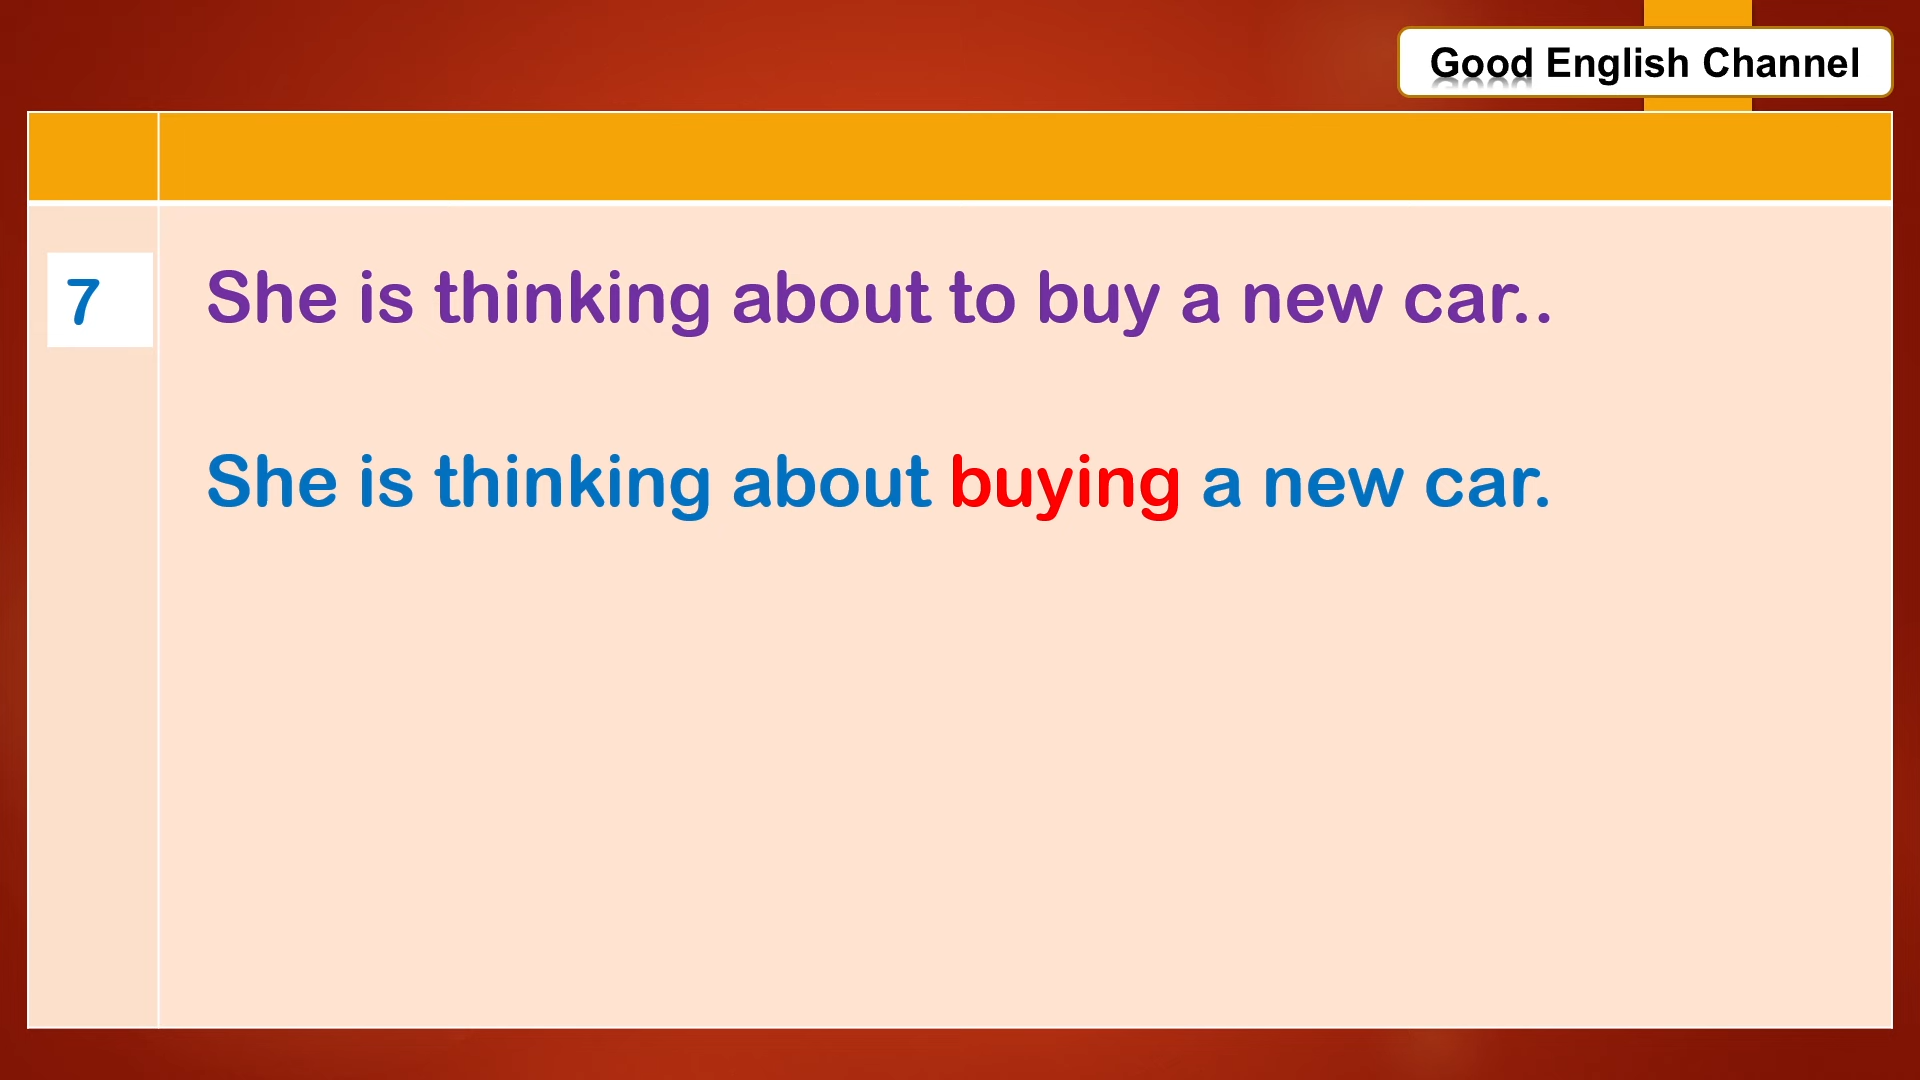 Good English Channel
7
She is thinking about to buy a new car..
She is thinking about buying a new car.